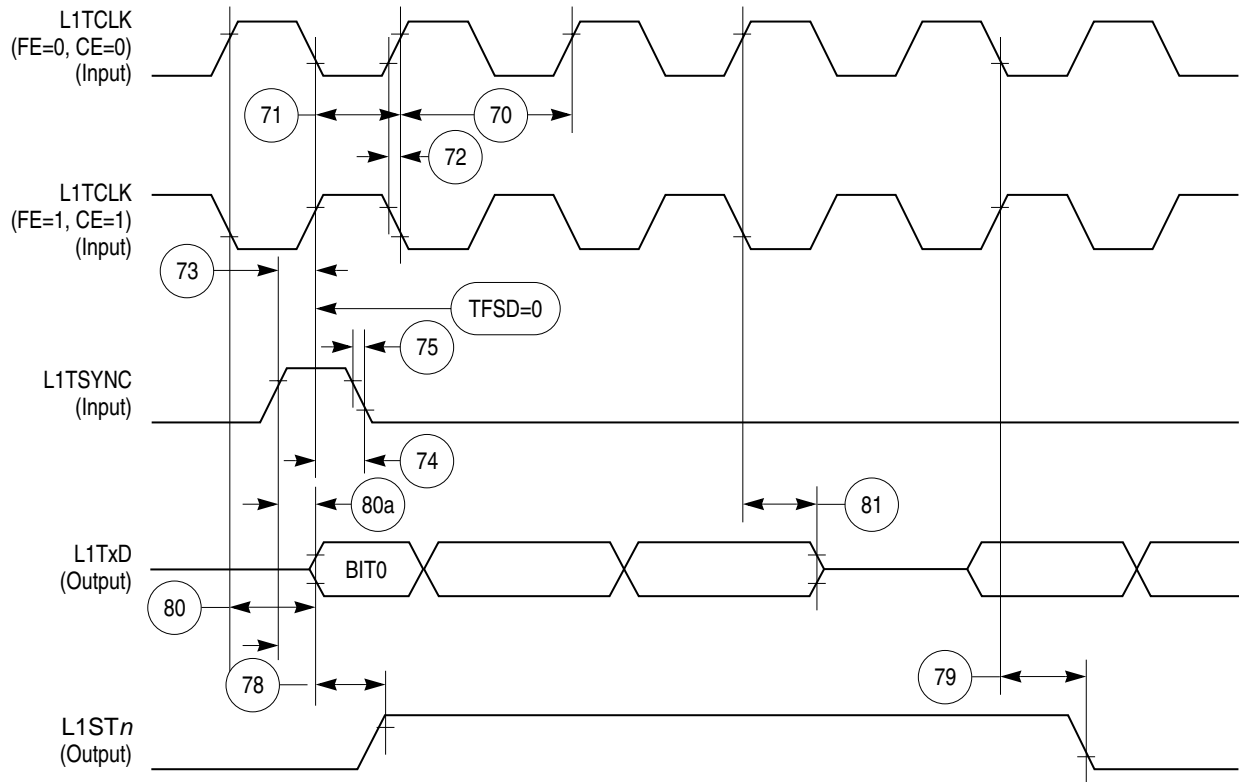 L1TCLK
(FE=0, CE=0)
(Input)
71
70
72
L1TCLK
(FE=1, CE=1)
(Input)
73
TFSD=0
75
L1TSYNC
(Input)
74
80a
81
L1TxD
(Output)
BIT0
80
78
79
L1STn
(Output)